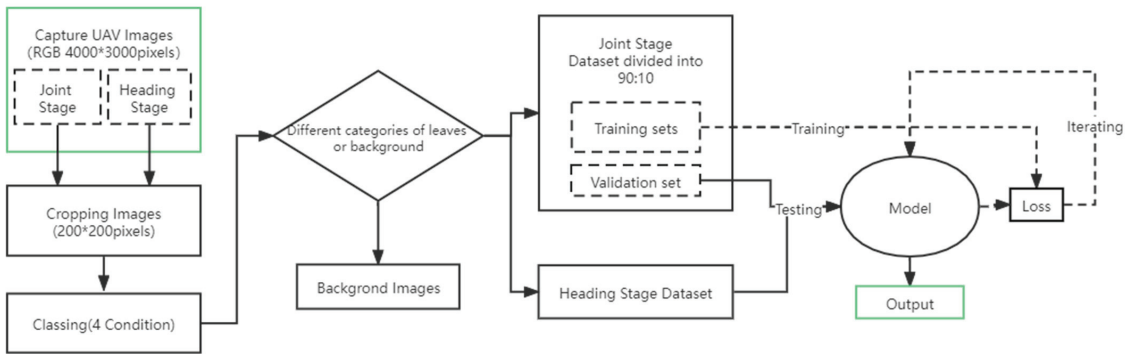 Capture UAV Images
(RGB 4000*3000pixels)
Joint
Stage
Heading
Stage
Cropping Images
(200*200pixels)
Classing(4 Condition)
Different categories of leaves
or background
Backgrond Images
Joint Stage
Dataset divided into
90:10
Training sets
Validation set
Heading Stage Dataset
Training
Testing
Iterating
Model
Loss
Output